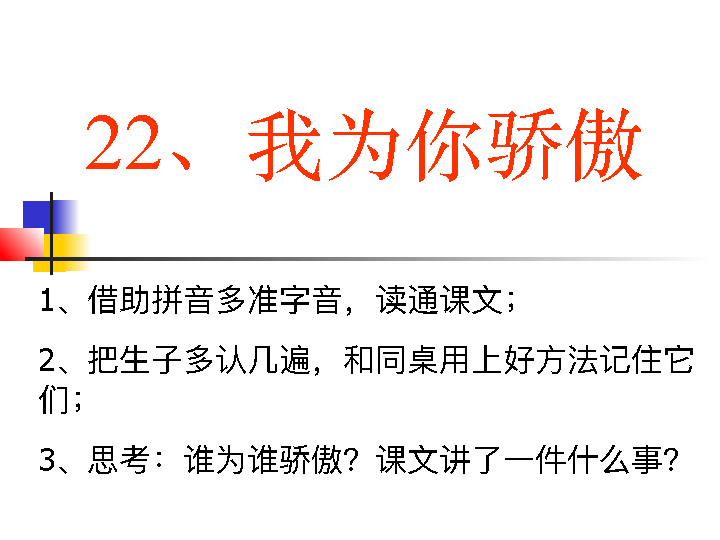 22、我为你骄傲
1、借助拼音多准字音，读通课文；
2、把生子多认几遍，和同桌用上好方法记住它
们；
3、思考：谁为谁骄傲？课文讲了一件什么事？